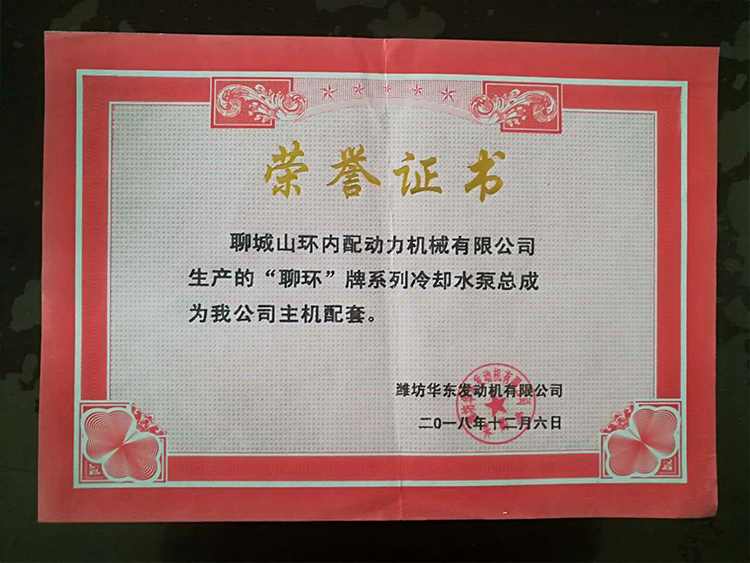 荣誉证书
聊城山环内配动力机械有限公司
生产的“聊环”牌系列冷却水泵总成
为我公司主机配套。
潍坊华东发动机有限公司
二0一八年十二月六日